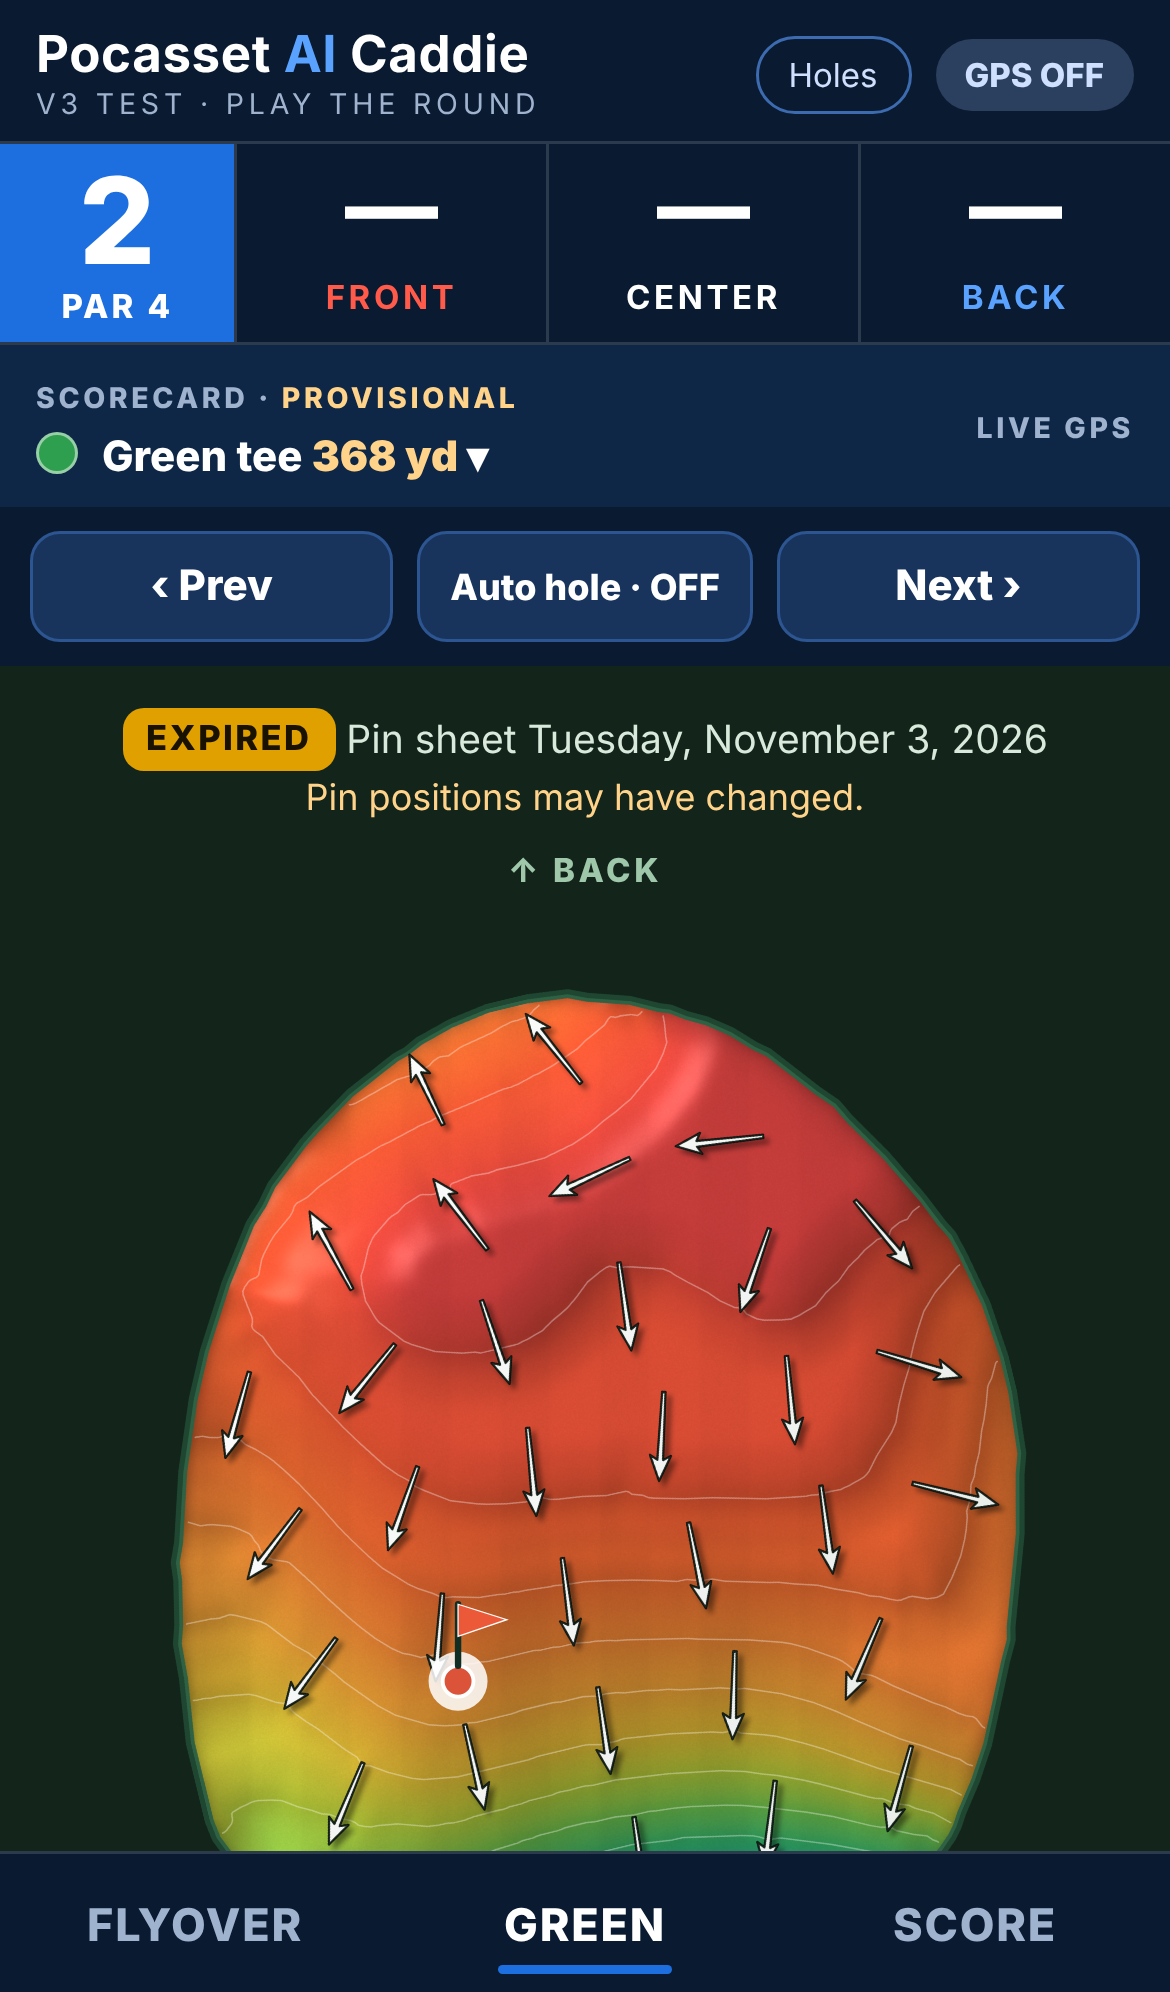 Pocasset AI Caddie
V3 TEST · PLAY THE ROUND
Holes
GPS OFF
2
PAR 4
—
FRONT
—
CENTER
—
BACK
SCORECARD · PROVISIONAL
Green tee 368 yd ▾
LIVE GPS
‹ Prev
Auto hole · OFF
Next ›
EXPIRED Pin sheet Tuesday, November 3, 2026
Pin positions may have changed.
↑ BACK
FLYOVER
GREEN
SCORE